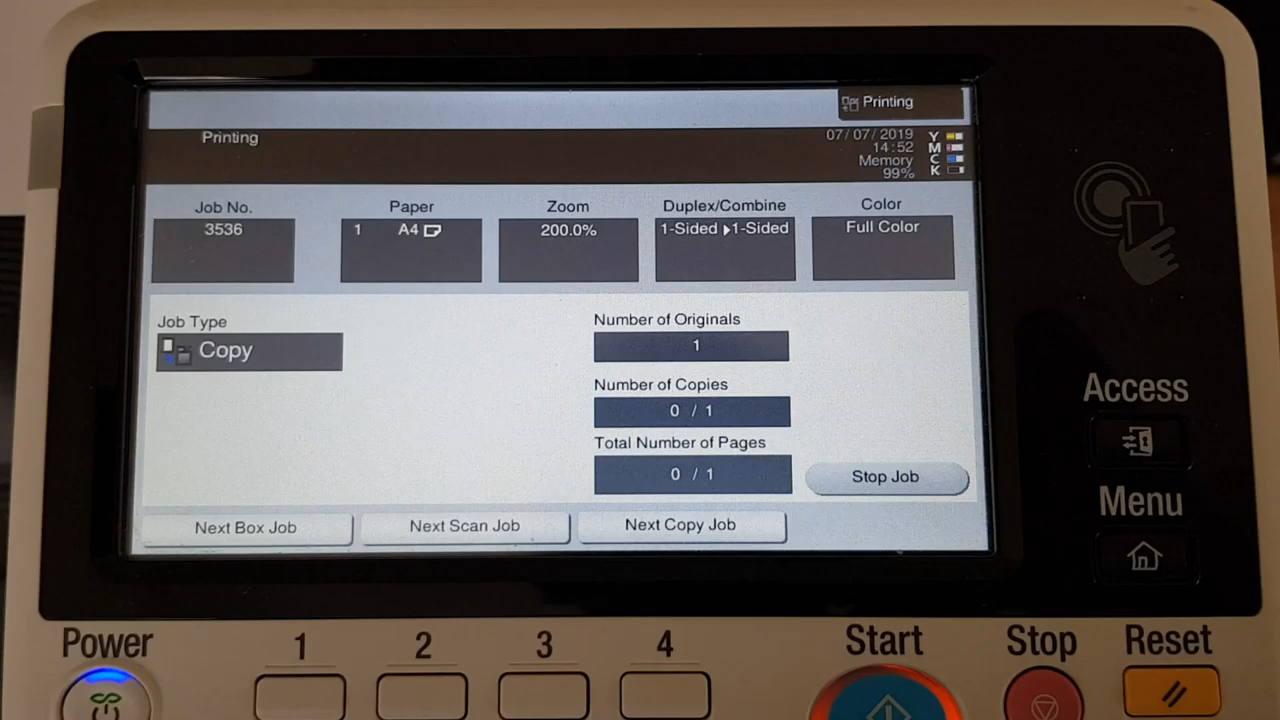 Printing
Printing
07/07/2019
14:52
Memory
99%
Y
M
C
K
Job No.
3536
Paper
1 A4
Zoom
200.0%
Duplex/Combine
1-Sided ▶1-Sided
Color
Full Color
Job Type
Copy
Number of Originals
1
Number of Copies
0 / 1
Total Number of Pages
0 / 1
Stop Job
Next Box Job
Next Scan Job
Next Copy Job
Access
Menu
Power
1
2
3
4
Start
Stop
Reset